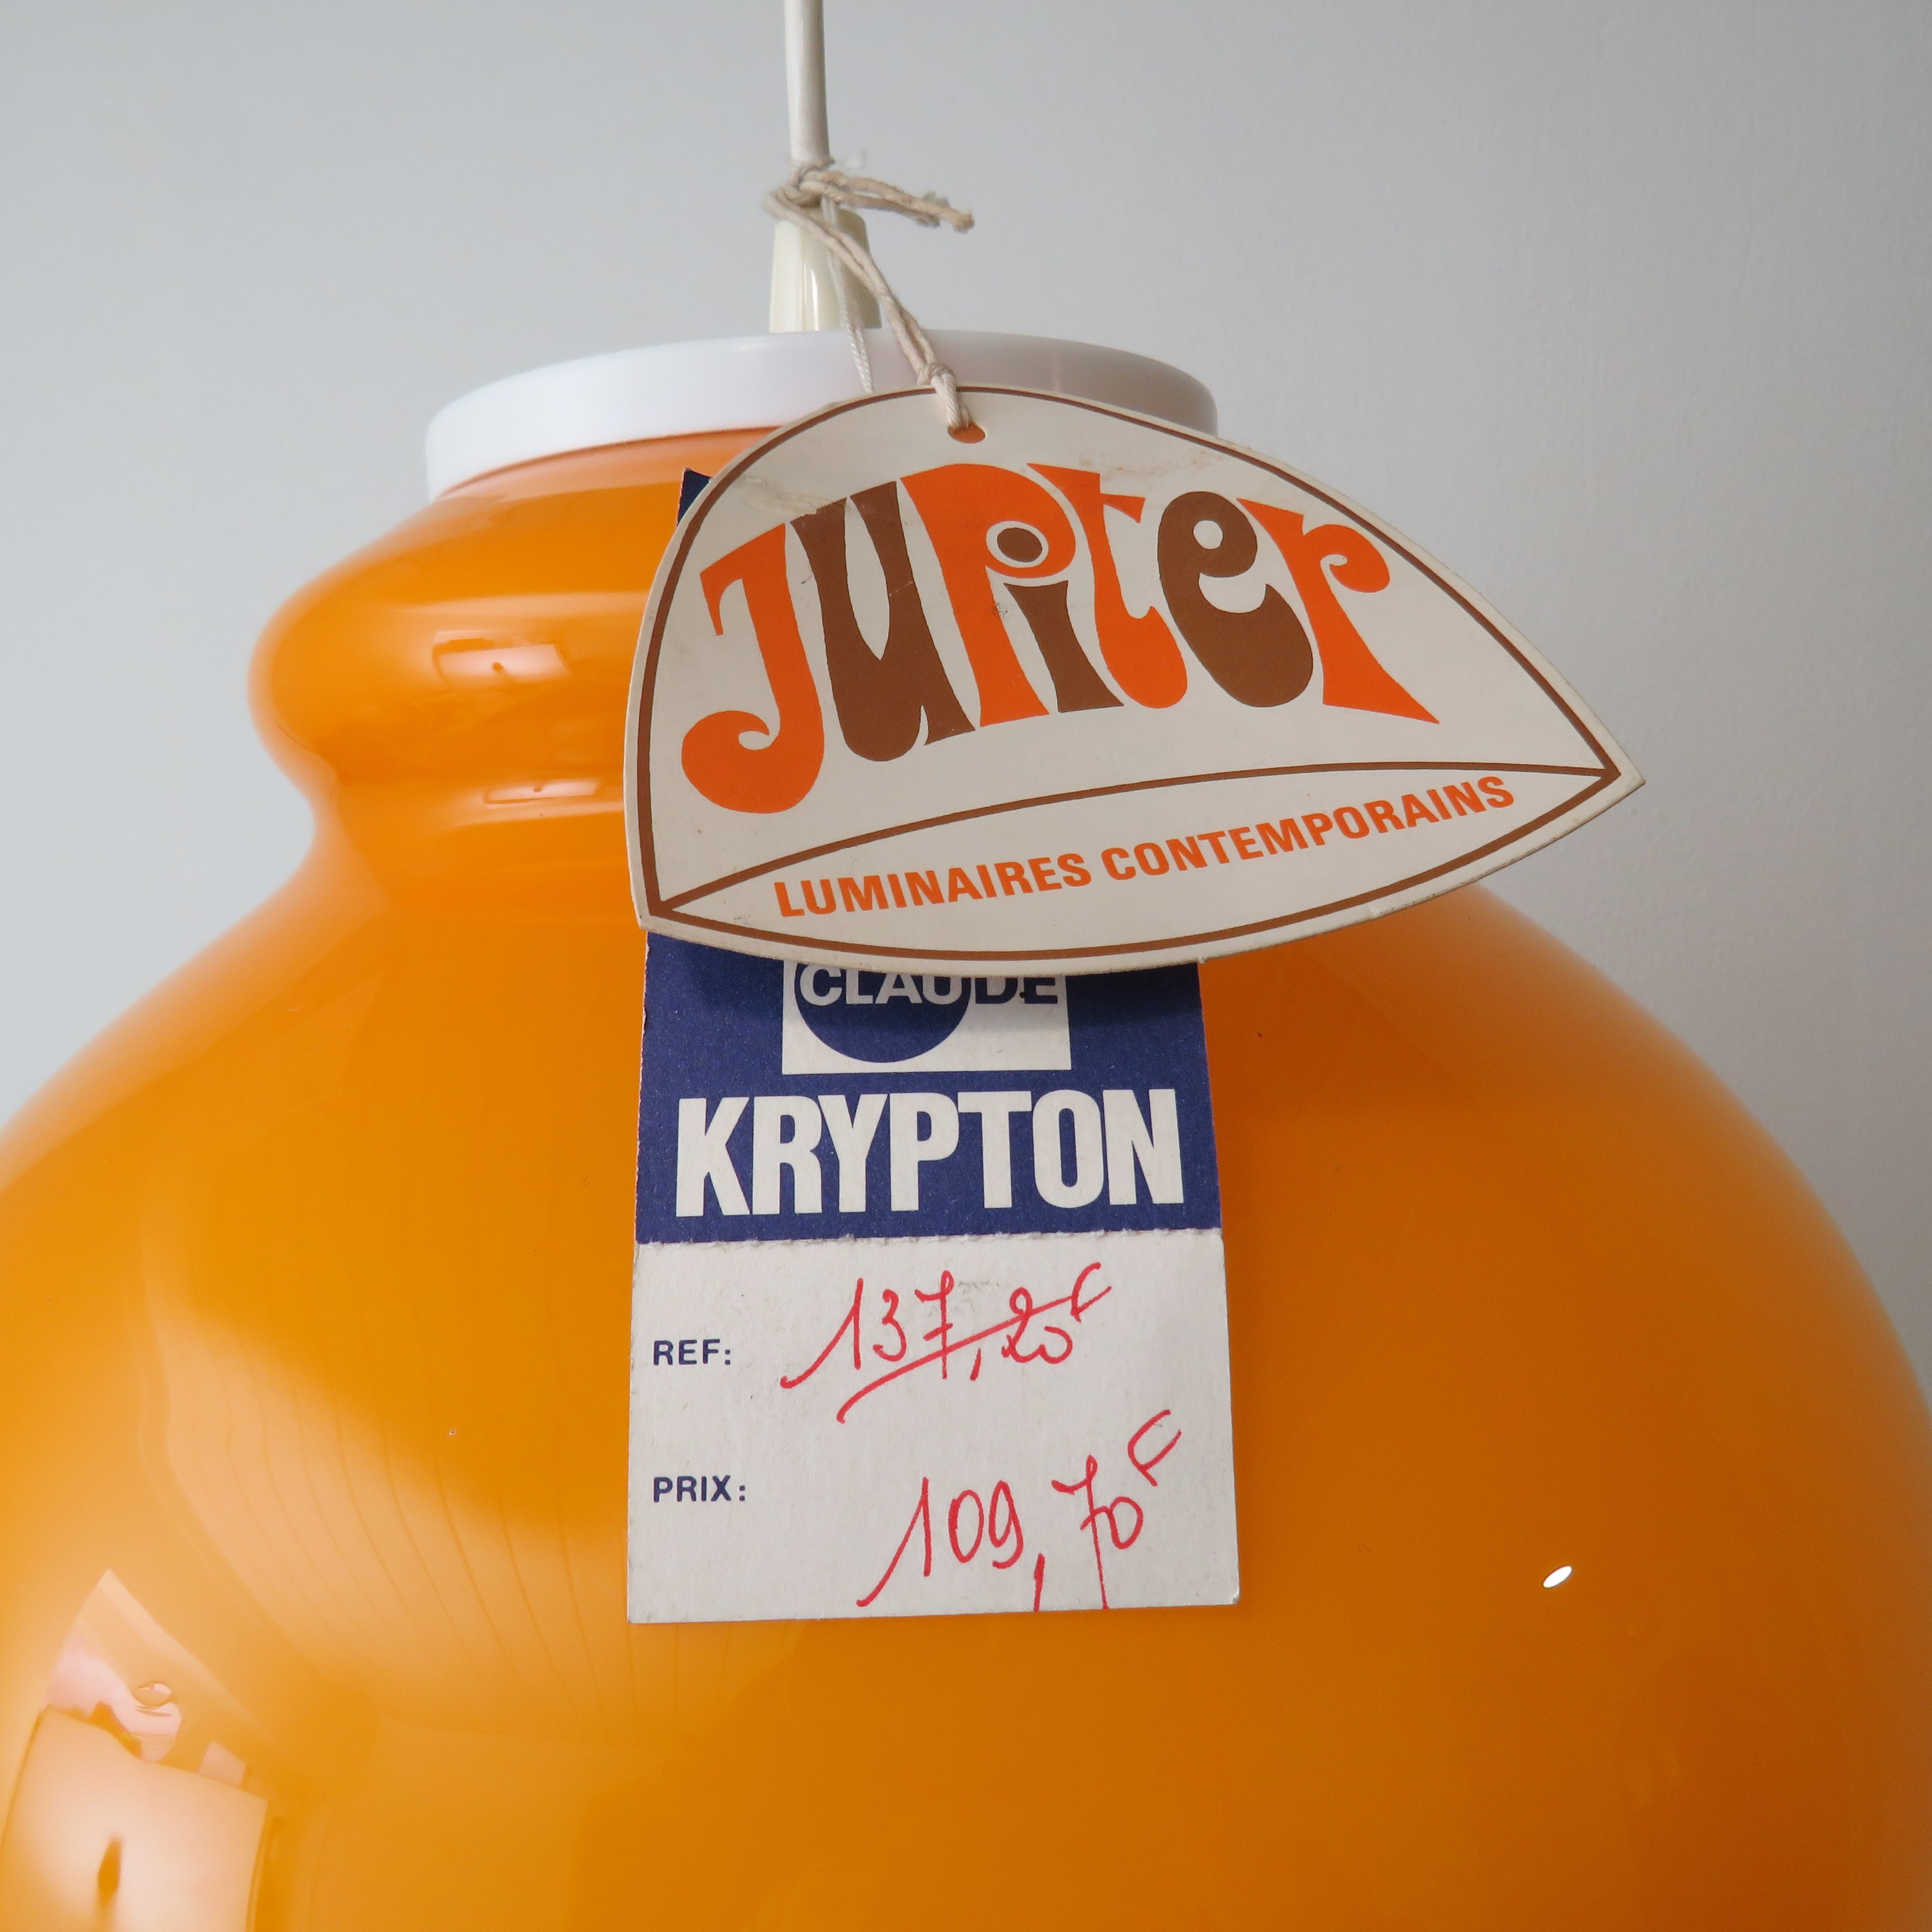 Jupiter
LUMINAIRES CONTEMPORAINS
CLAUDE
KRYPTON
REF: 137,20F
PRIX: 109,70F